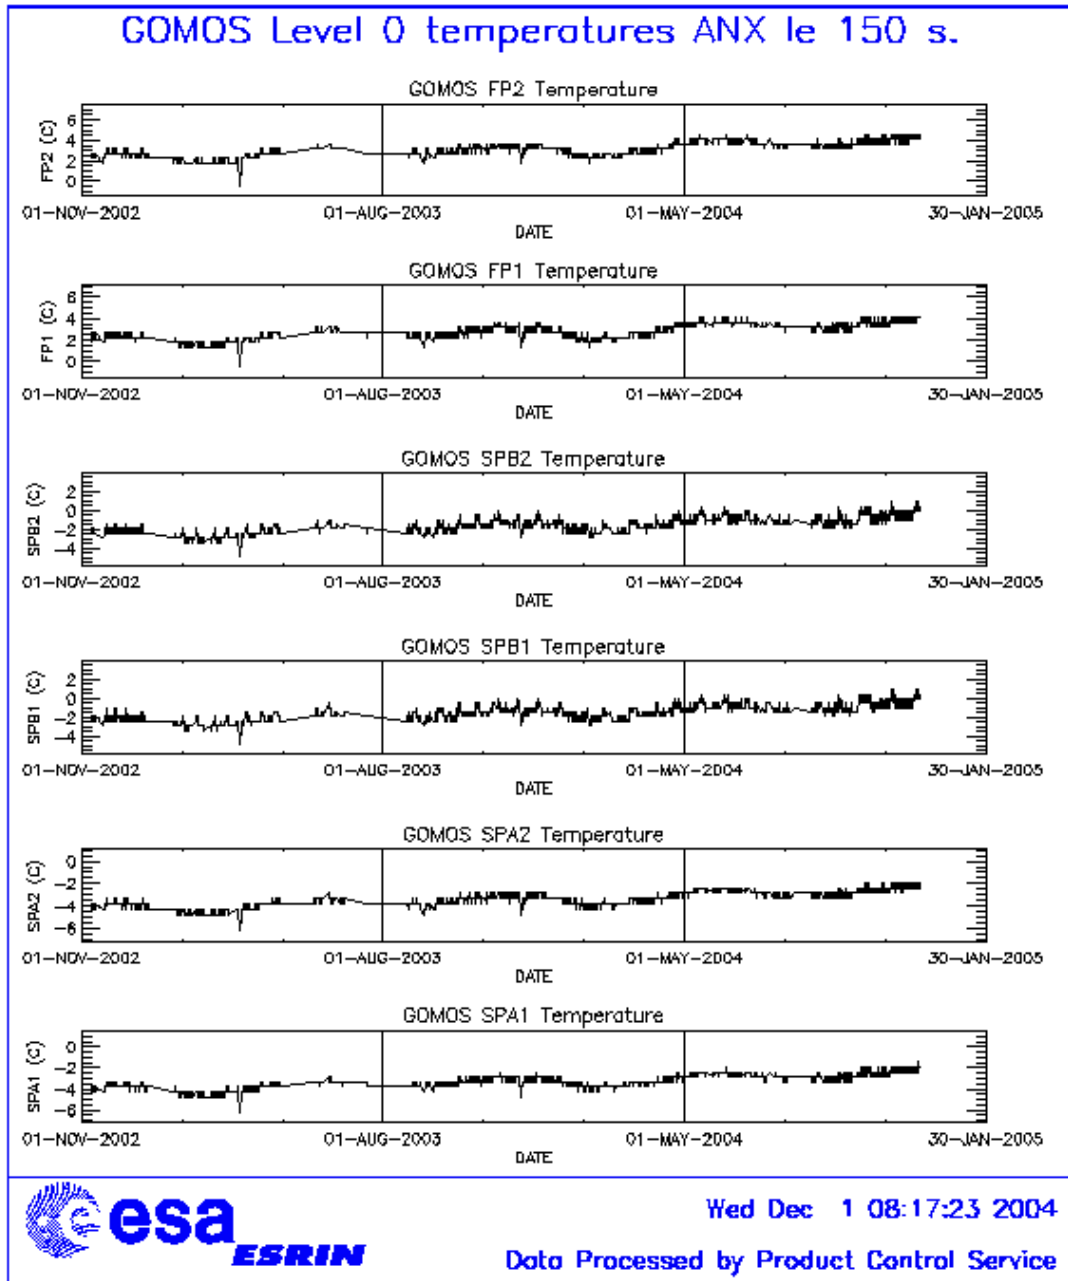 GOMOS Level 0 temperatures ANX le 150 s.
GOMOS FP2 Temperature
FP2 (C)
6
4
2
0
01-NOV-2002 01-AUG-2003 01-MAY-2004 30-JAN-2005
DATE
GOMOS FP1 Temperature
FP1 (C)
6
4
2
0
01-NOV-2002 01-AUG-2003 01-MAY-2004 30-JAN-2005
DATE
GOMOS SPB2 Temperature
SPB2 (C)
2
0
-2
-4
01-NOV-2002 01-AUG-2003 01-MAY-2004 30-JAN-2005
DATE
GOMOS SPB1 Temperature
SPB1 (C)
2
0
-2
-4
01-NOV-2002 01-AUG-2003 01-MAY-2004 30-JAN-2005
DATE
GOMOS SPA2 Temperature
SPA2 (C)
0
-2
-4
-6
01-NOV-2002 01-AUG-2003 01-MAY-2004 30-JAN-2005
DATE
GOMOS SPA1 Temperature
SPA1 (C)
0
-2
-4
-6
01-NOV-2002 01-AUG-2003 01-MAY-2004 30-JAN-2005
DATE
esa
ESRIN
Wed Dec 1 08:17:23 2004
Data Processed by Product Control Service